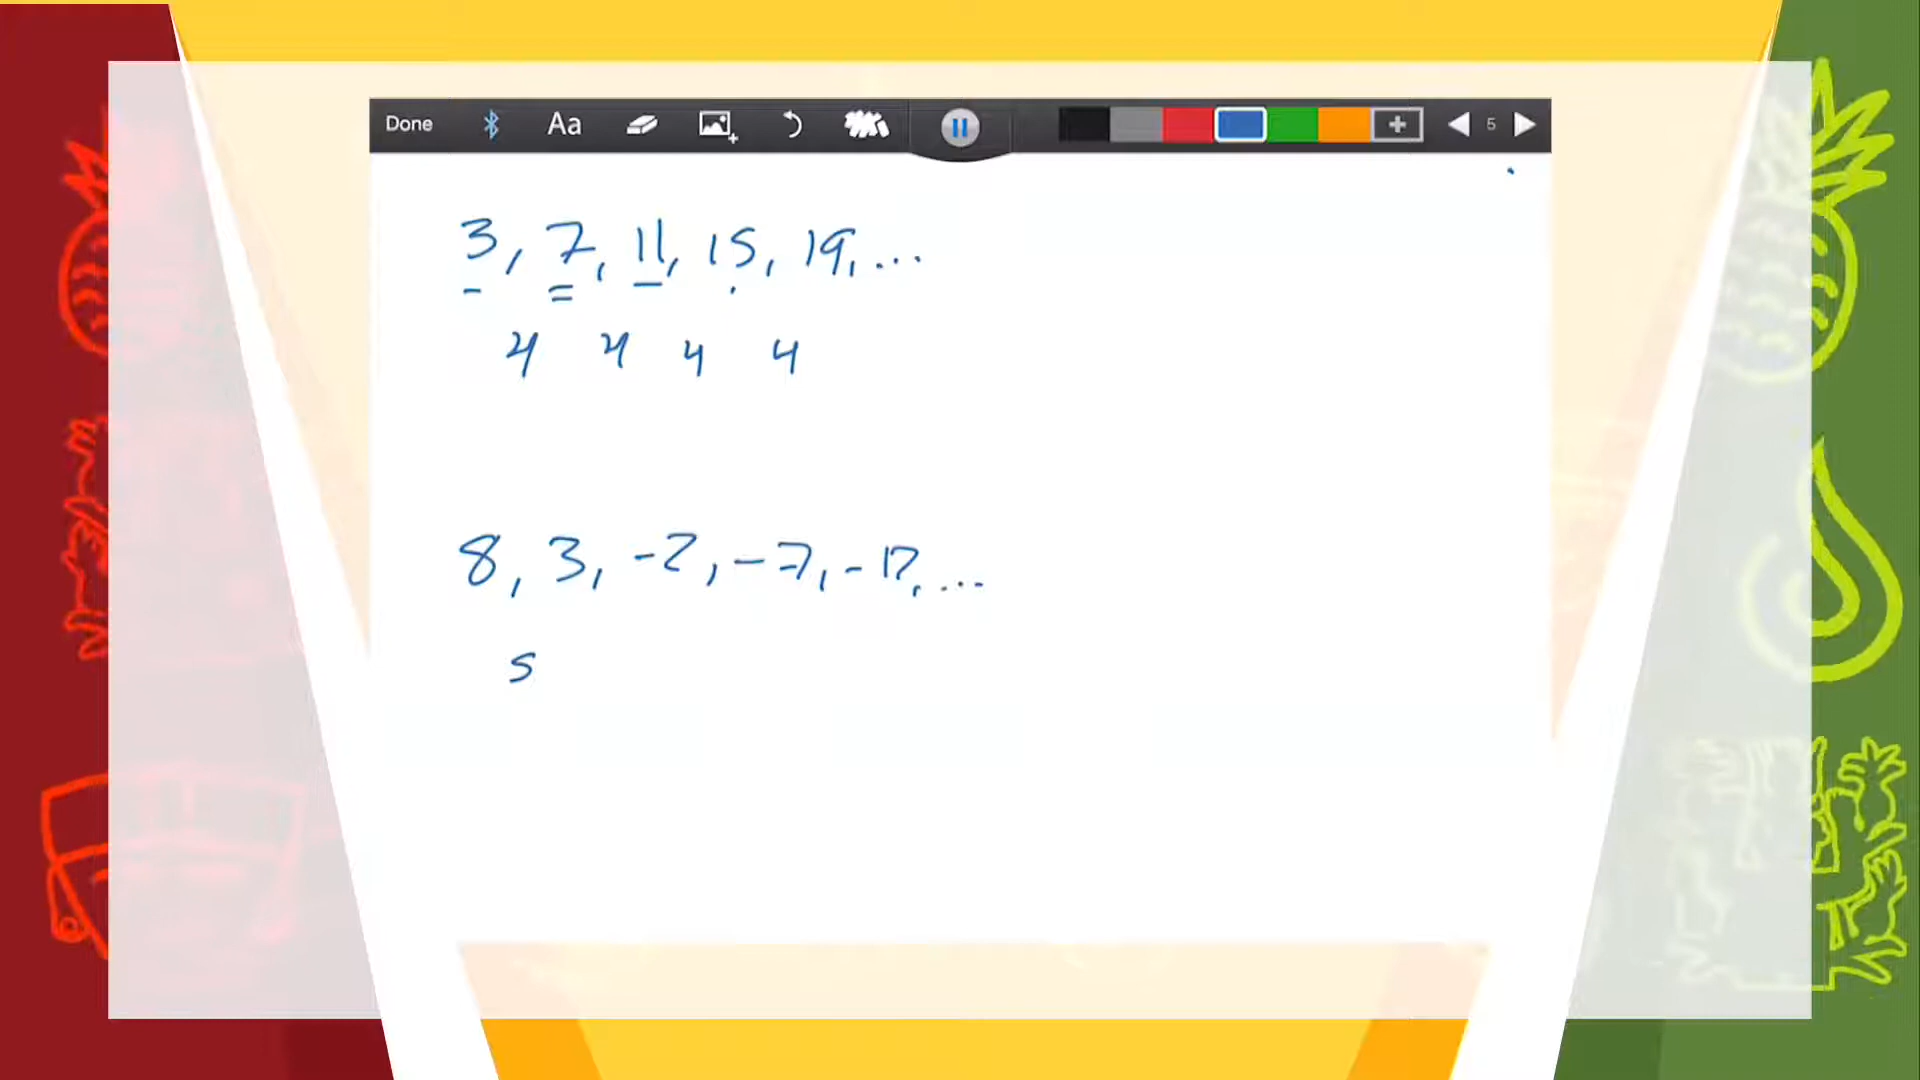 Done Aa 5
3, 7, 11, 15, 19, ...
4 4 4 4
8, 3, -2, -7, -12, ...
5